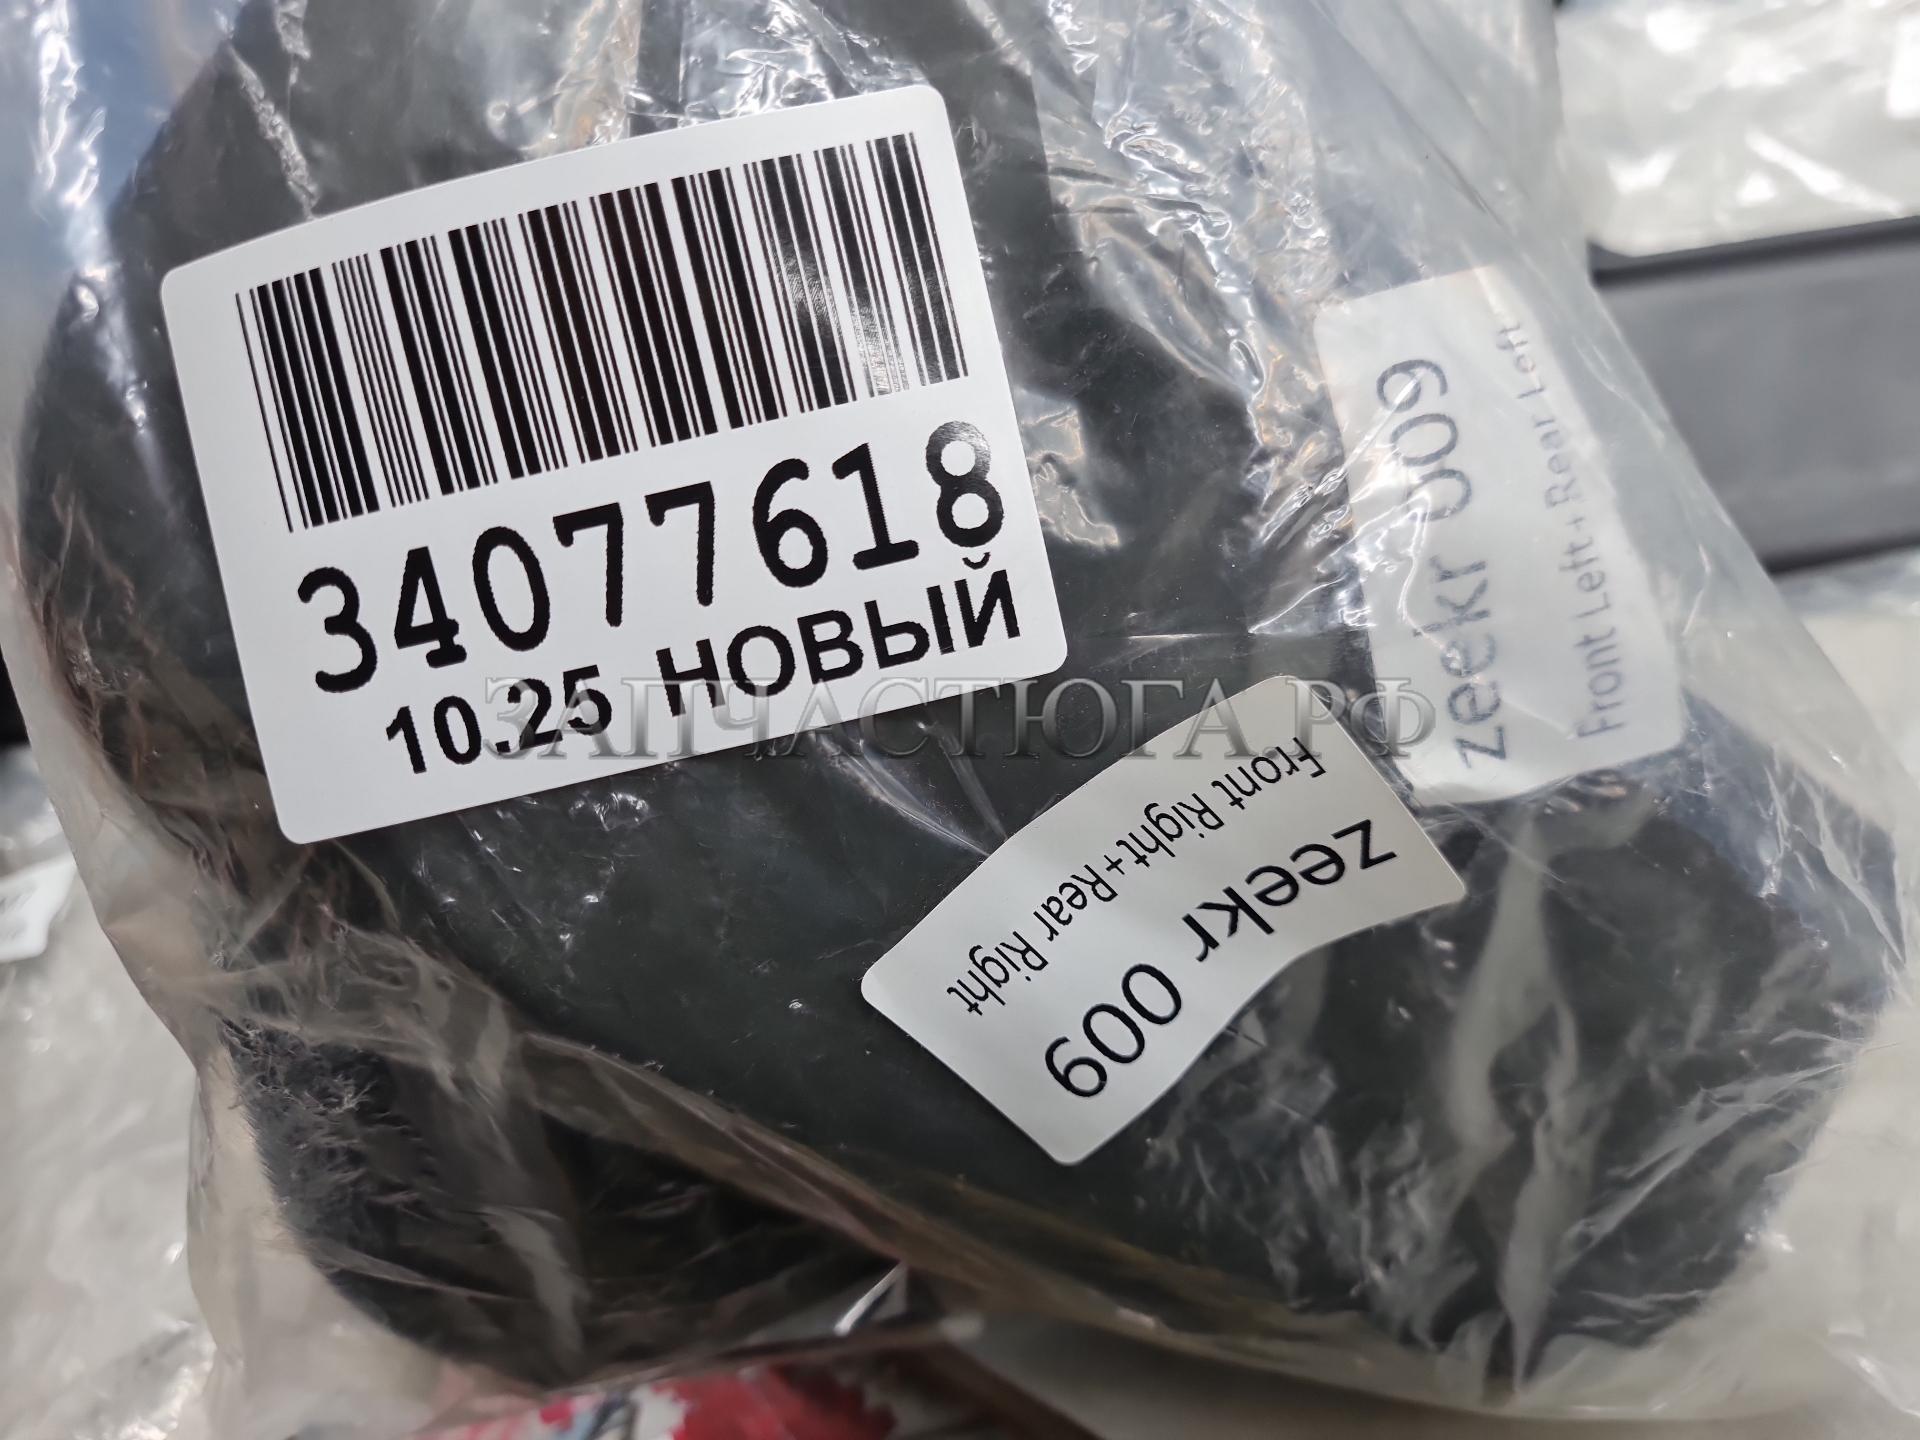 34077618
10.25 НОВЫЙ
ЗАПЧАСТЮГА.РФ
zeekr 009
Front Left+Rear Left
zeekr 009
Front Right+Rear Right